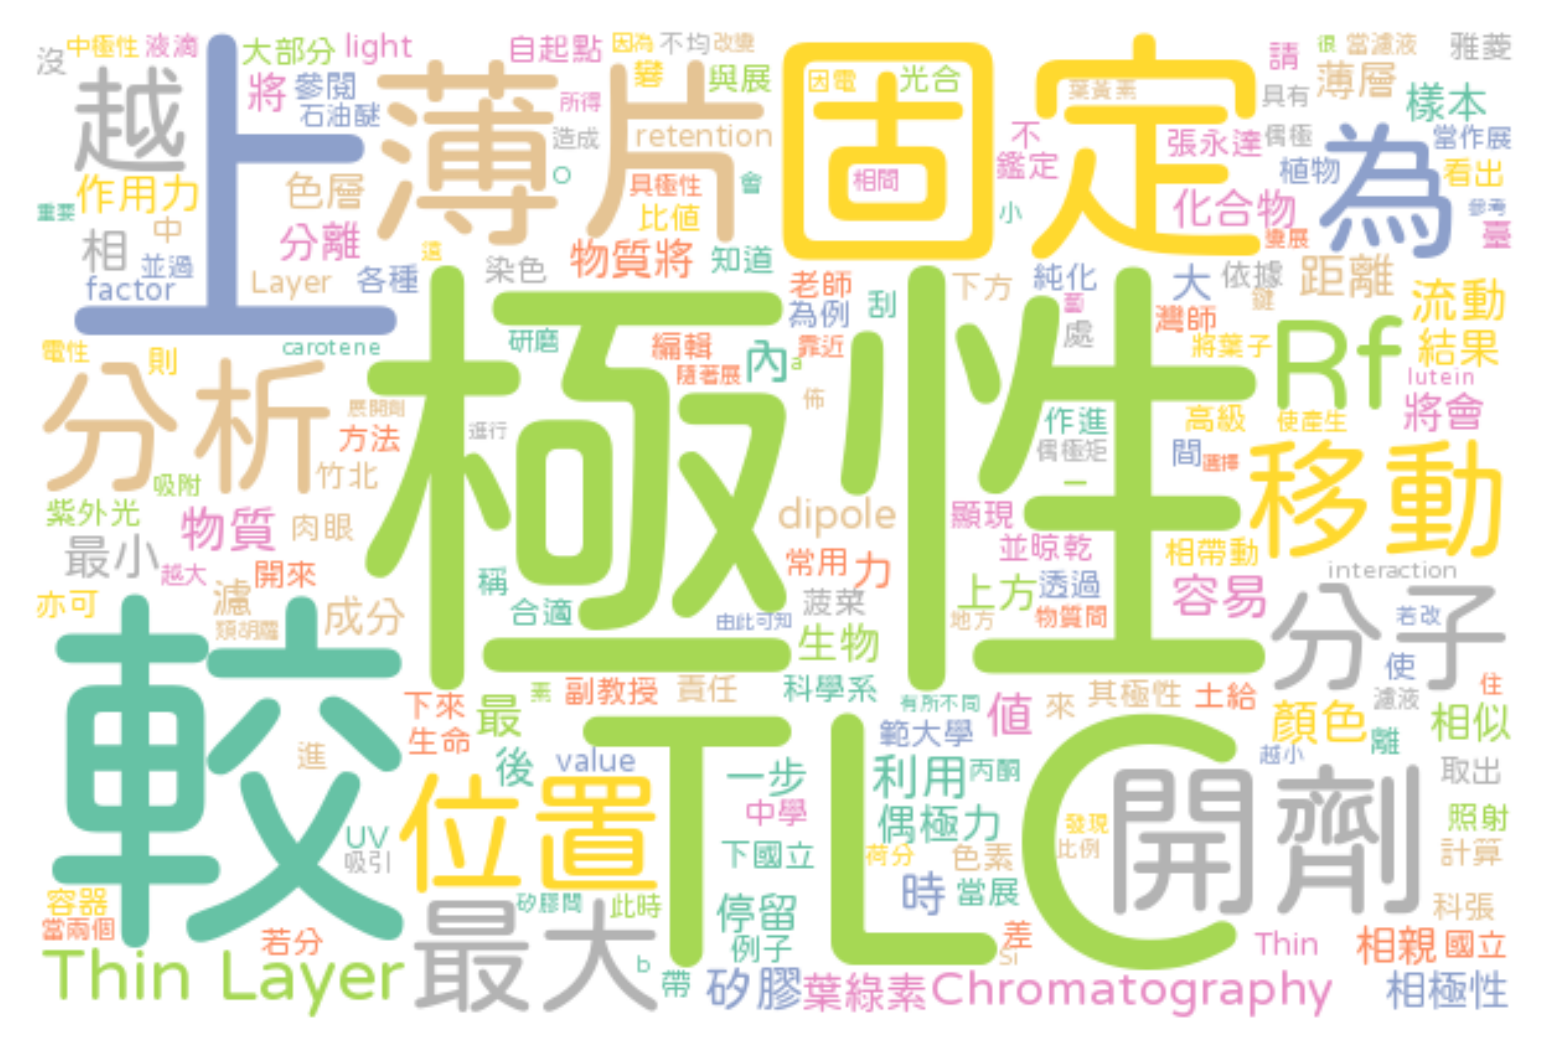 沒
中極性
液滴
大部分
light
自起點
因為
不均
改變
請
很
當濾液
雅菱
越
上
將
參閱
石油醚
薄片
所得
變
與展
造成
retention
固定
因電
光合
葉黃素
具有
薄層
樣本
不
鑑定
張永達
偶極
當作展
作用力
色層
O
具極性
會
相間
化合物
植物
為
看出
重要
中
分離
比值
小
變展
參考
臺
相
並過
這
染色
物質將
知道
factor
Layer
各種
老師
為例
刮
下方
純化
大
依據
距離
鍵
流動
電性
則
carotene
極性
研磨
編輯
內
a
靠近
隨著展
處
灣師
將葉子
Rf
結果
lutein
分析
展開劑
方法
竹北
進行
佈
作進
偶極矩
高級
使產生
將會
間
選擇
移動
吸附
紫外光
物質
肉眼
dipole
一
顯現
並晾乾
相帶動
最小
越大
開來
稱
常用
力
上方
透過
容易
interaction
亦可
濾
類胡蘿
成分
合適
菠菜
由此可知
地方
物質間
分子
若改
生物
較
下來
生命
最
素
副教授
責任
科學系
有所不同
值
來
其極性
土給
使
濾液
住
顏色
離
相似
進
後
value
TLC
範大學
越小
一步
利用
丙酮
開劑
取出
UV
吸引
位置
中學
偶極力
發現
比例
照射
下國立
荷分
色素
計算
容器
當兩個
若分
矽膠間
此時
停留
時
當展
科張
例子
差
Si
Thin
相親
國立
Thin Layer
最大
b
帶
矽膠
葉綠素
Chromatography
相極性